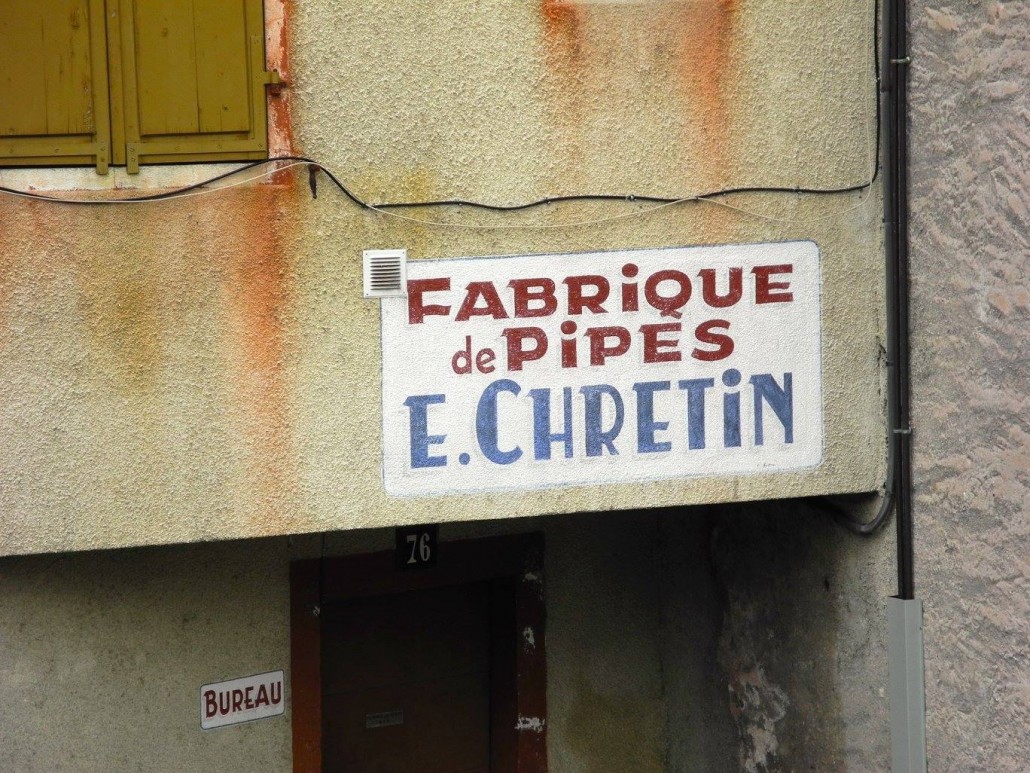 FABRiQUE
de PiPES
E. CHRETiN
76
BUREAU